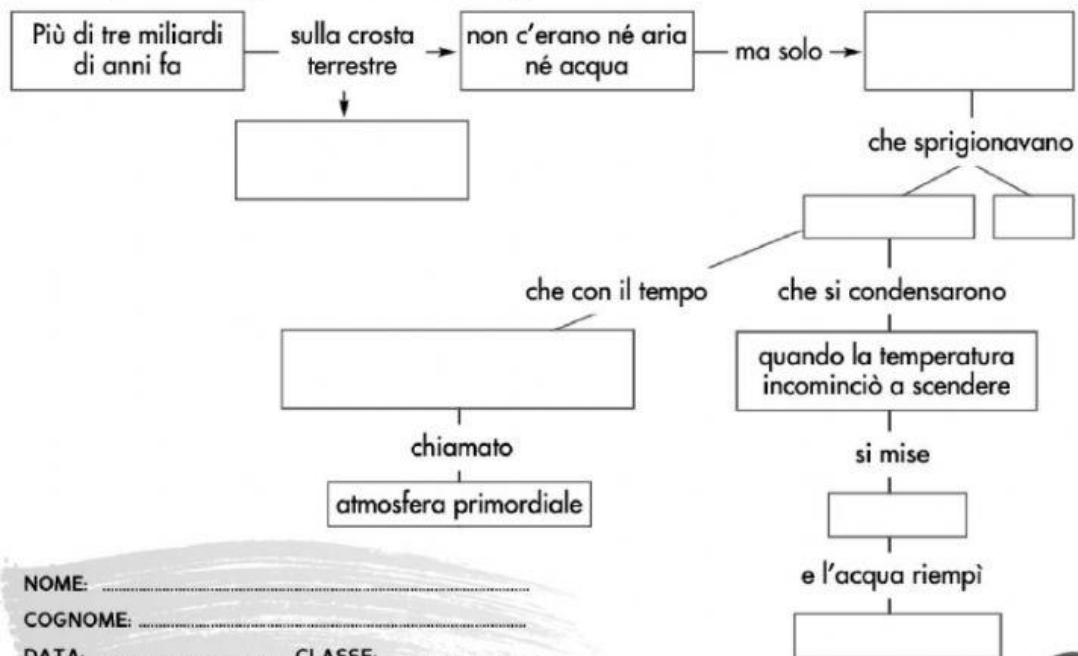 Più di tre miliardi
di anni fa
sulla crosta
terrestre
non c'erano né aria
né acqua
ma solo
che sprigionavano
che con il tempo
che si condensarono
quando la temperatura
incominciò a scendere
chiamato
si mise
atmosfera primordiale
e l'acqua riempì
NOME:
COGNOME:
DATA: CLASSE: